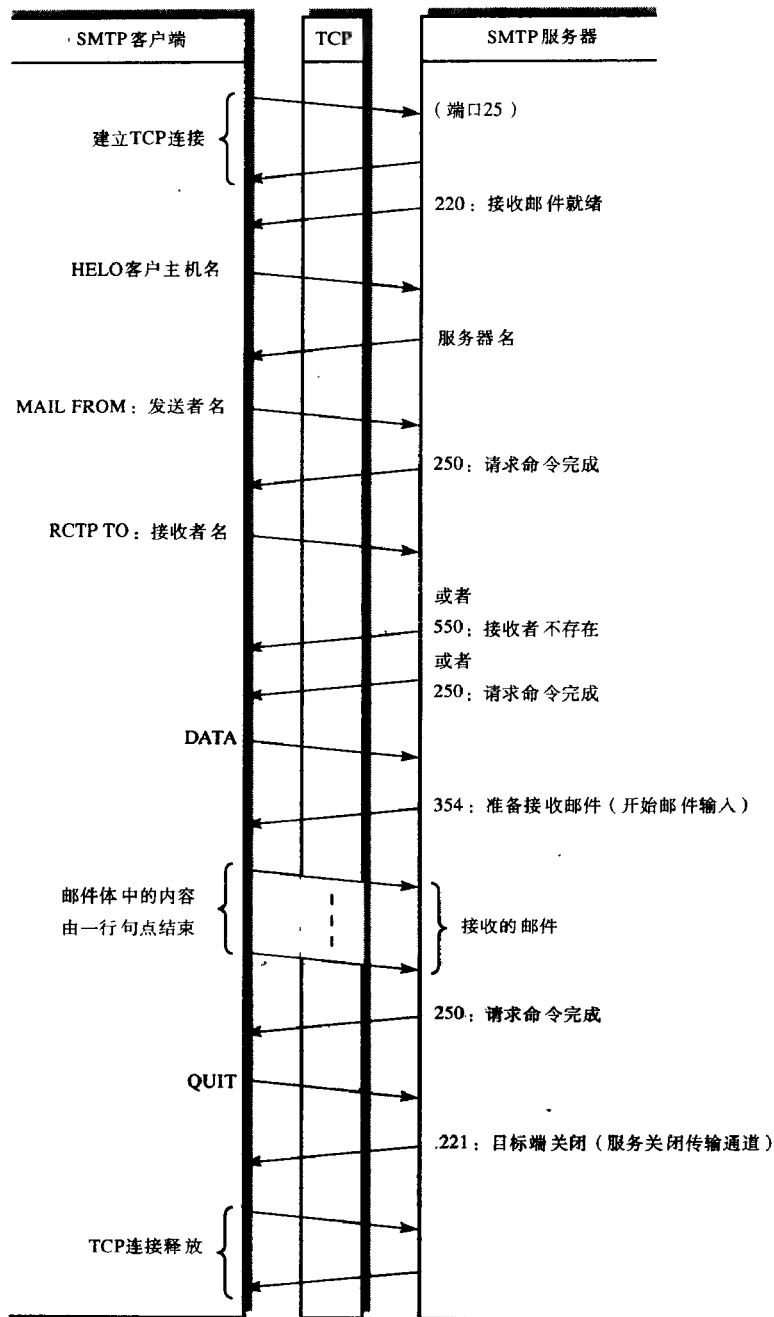 SMTP客户端
TCP
SMTP服务器
建立TCP连接
(端口25)
220:接收邮件就绪
HELO客户主机名
服务器名
MAIL FROM:发送者名
250:请求命令完成
RCTP TO:接收者名
或者
550:接收者不存在
或者
250:请求命令完成
DATA
354:准备接收邮件(开始邮件输入)
邮件体中的内容
由一行句点结束
接收的邮件
250:请求命令完成
QUIT
221:目标端关闭(服务关闭传输通道)
TCP连接释放